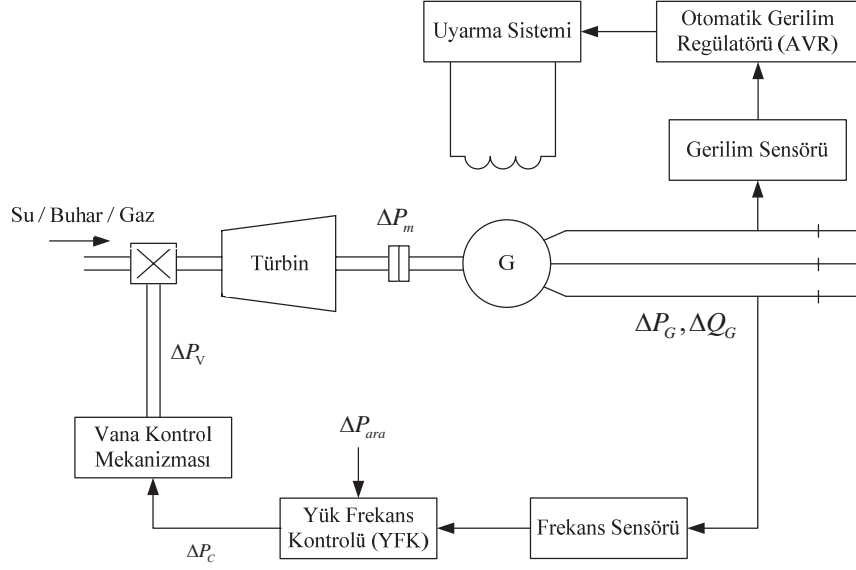 Uyarma Sistemi
Otomatik Gerilim
Regülatörü (AVR)
Gerilim Sensörü
Su / Buhar / Gaz
Türbin
ΔP_m
G
ΔP_G, ΔQ_G
ΔP_V
Vana Kontrol
Mekanizması
ΔP_ara
Yük Frekans
Kontrolü (YFK)
Frekans Sensörü
ΔP_C